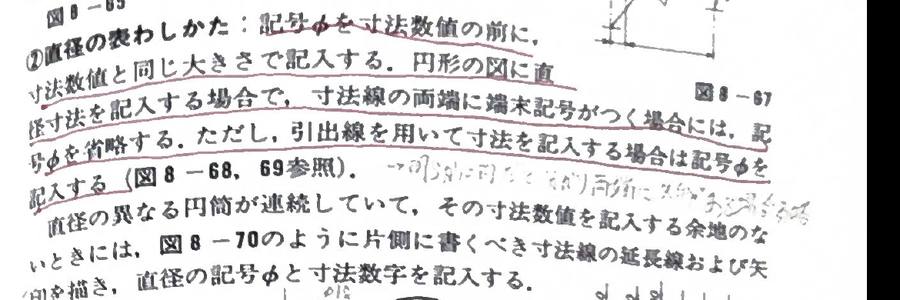 図8－69
②直径の表わしかた：記号φを寸法数値の前に，
寸法数値と同じ大きさで記入する．円形の図に直
図8－67
径寸法を記入する場合で，寸法線の両端に端末記号がつく場合には，記
号φを省略する．ただし，引出線を用いて寸法を記入する場合は記号φを
記入する（図8－68，69参照）．
直径の異なる円筒が連続していて，その寸法数値を記入する余地のな
いときには，図8－70のように片側に書くべき寸法線の延長線および矢
印を描き，直径の記号φと寸法数字を記入する．